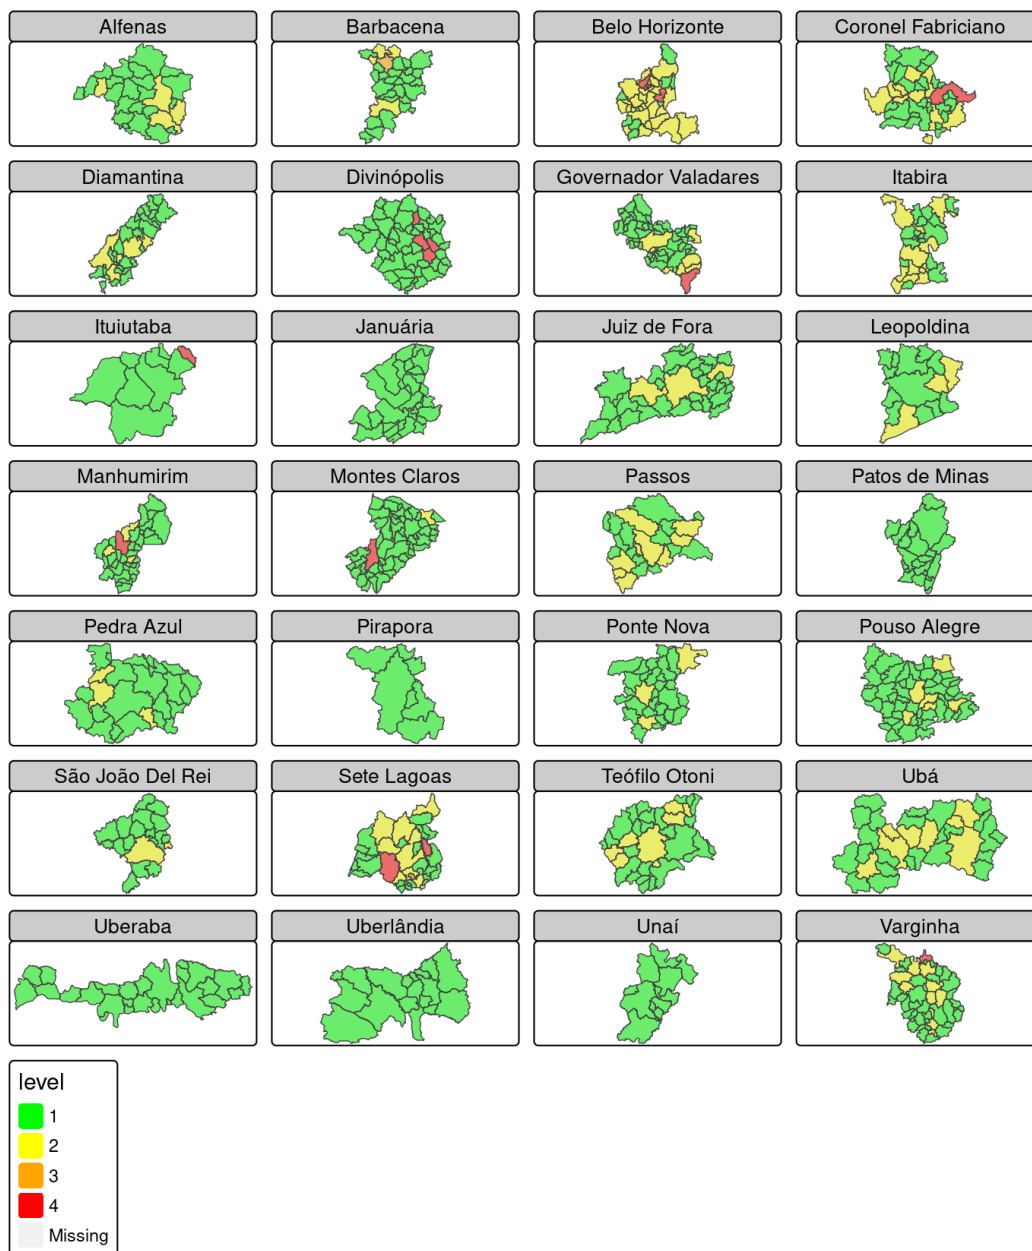 Alfenas
Barbacena
Belo Horizonte
Coronel Fabriciano
Diamantina
Divinópolis
Governador Valadares
Itabira
Ituiutaba
Januária
Juiz de Fora
Leopoldina
Manhumirim
Montes Claros
Passos
Patos de Minas
Pedra Azul
Pirapora
Ponte Nova
Pouso Alegre
São João Del Rei
Sete Lagoas
Teófilo Otoni
Ubá
Uberaba
Uberlândia
Unaí
Varginha
level
1
2
3
4
Missing